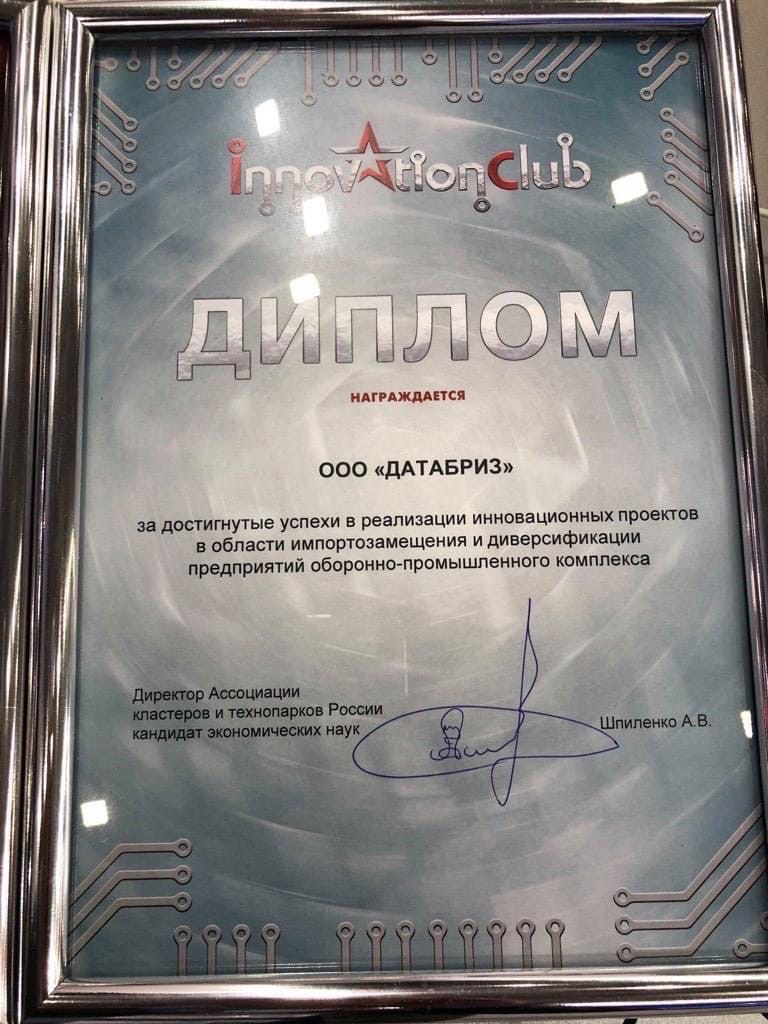 innovationClub
ДИПЛОМ
НАГРАЖДАЕТСЯ
ООО «ДАТАБРИЗ»
за достигнутые успехи в реализации инновационных проектов
в области импортозамещения и диверсификации
предприятий оборонно-промышленного комплекса
Директор Ассоциации
кластеров и технопарков России
кандидат экономических наук
Шпиленко А.В.